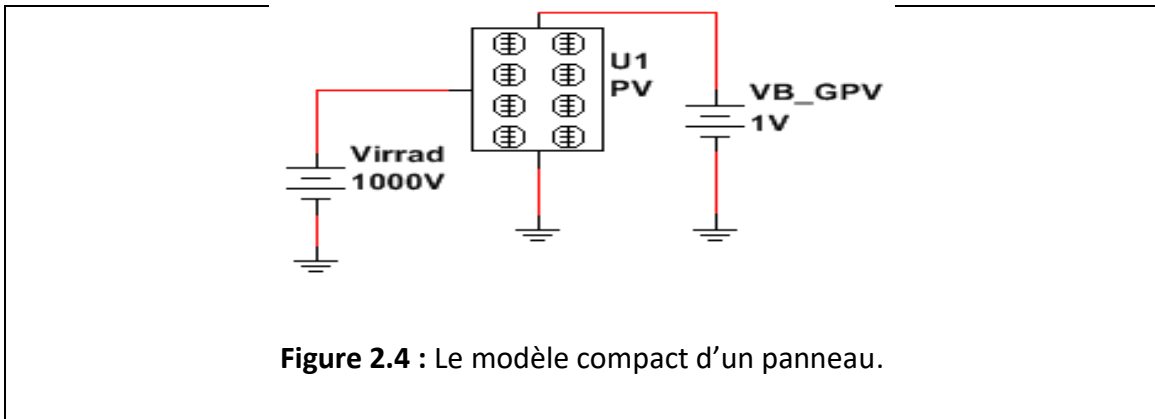 U1
PV
VB_GPV
1V
Virrad
1000V
Figure 2.4 : Le modèle compact d’un panneau.